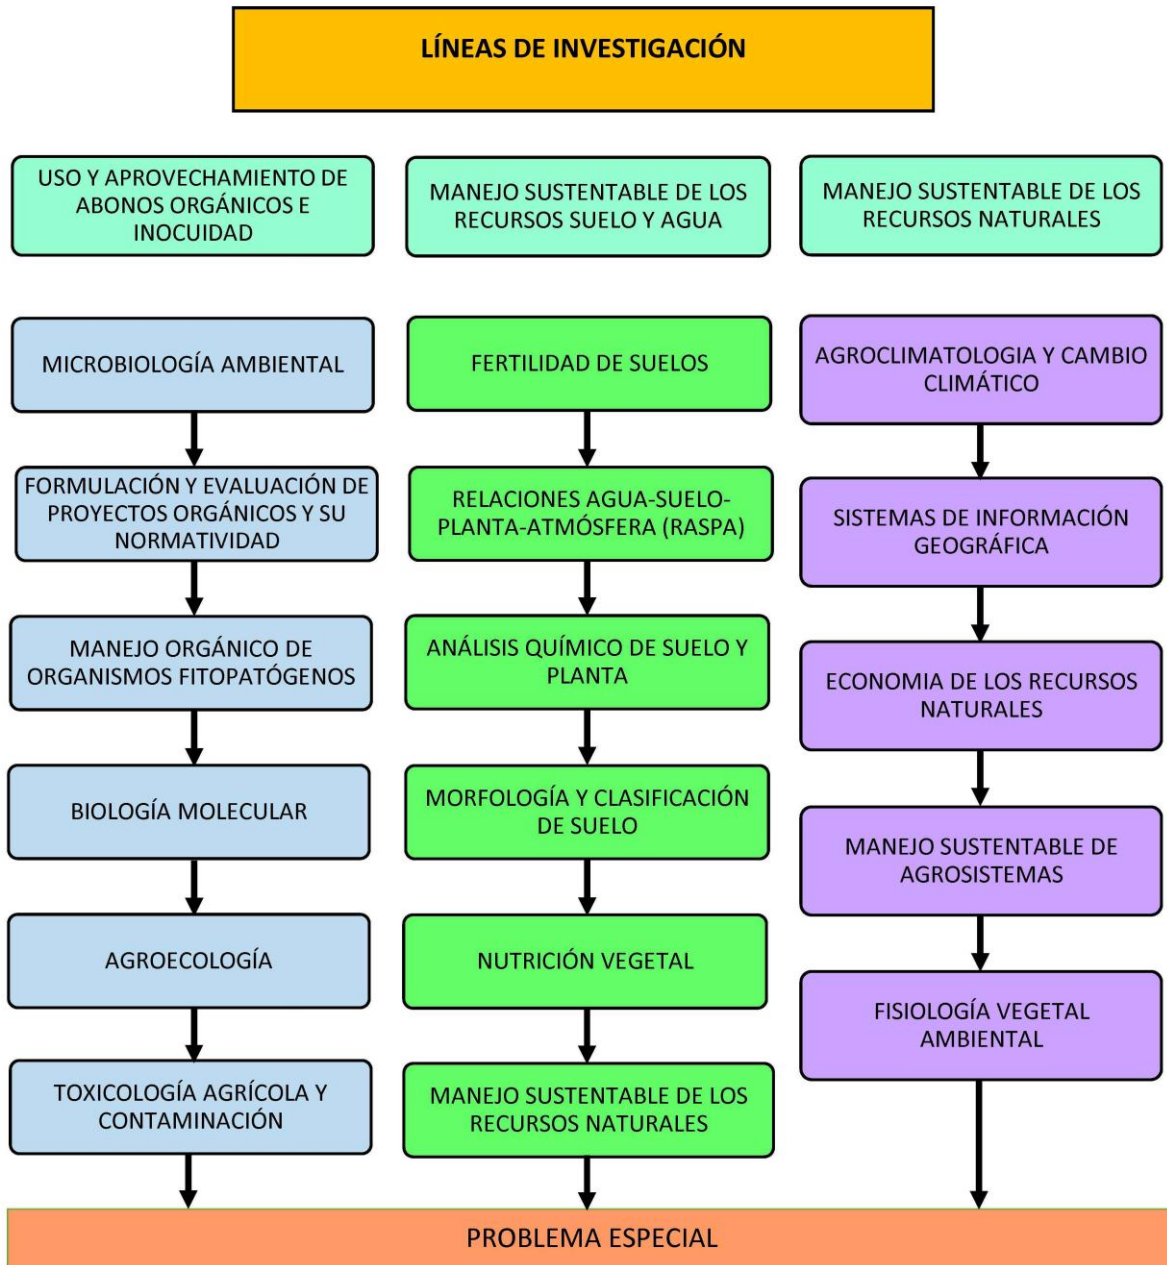 LÍNEAS DE INVESTIGACIÓN
USO Y APROVECHAMIENTO DE
ABONOS ORGÁNICOS E
INOCUIDAD
MANEJO SUSTENTABLE DE LOS
RECURSOS SUELO Y AGUA
MANEJO SUSTENTABLE DE LOS
RECURSOS NATURALES
MICROBIOLOGÍA AMBIENTAL
FORMULACIÓN Y EVALUACIÓN DE
PROYECTOS ORGÁNICOS Y SU
NORMATIVIDAD
MANEJO ORGÁNICO DE
ORGANISMOS FITOPATÓGENOS
BIOLOGÍA MOLECULAR
AGROECOLOGÍA
TOXICOLOGÍA AGRÍCOLA Y
CONTAMINACIÓN
FERTILIDAD DE SUELOS
RELACIONES AGUA-SUELO-
PLANTA-ATMÓSFERA (RASPA)
ANÁLISIS QUÍMICO DE SUELO Y
PLANTA
MORFOLOGÍA Y CLASIFICACIÓN
DE SUELO
NUTRICIÓN VEGETAL
MANEJO SUSTENTABLE DE LOS
RECURSOS NATURALES
AGROCLIMATOLOGIA Y CAMBIO
CLIMÁTICO
SISTEMAS DE INFORMACIÓN
GEOGRÁFICA
ECONOMIA DE LOS RECURSOS
NATURALES
MANEJO SUSTENTABLE DE
AGROSISTEMAS
FISIOLOGÍA VEGETAL
AMBIENTAL
PROBLEMA ESPECIAL